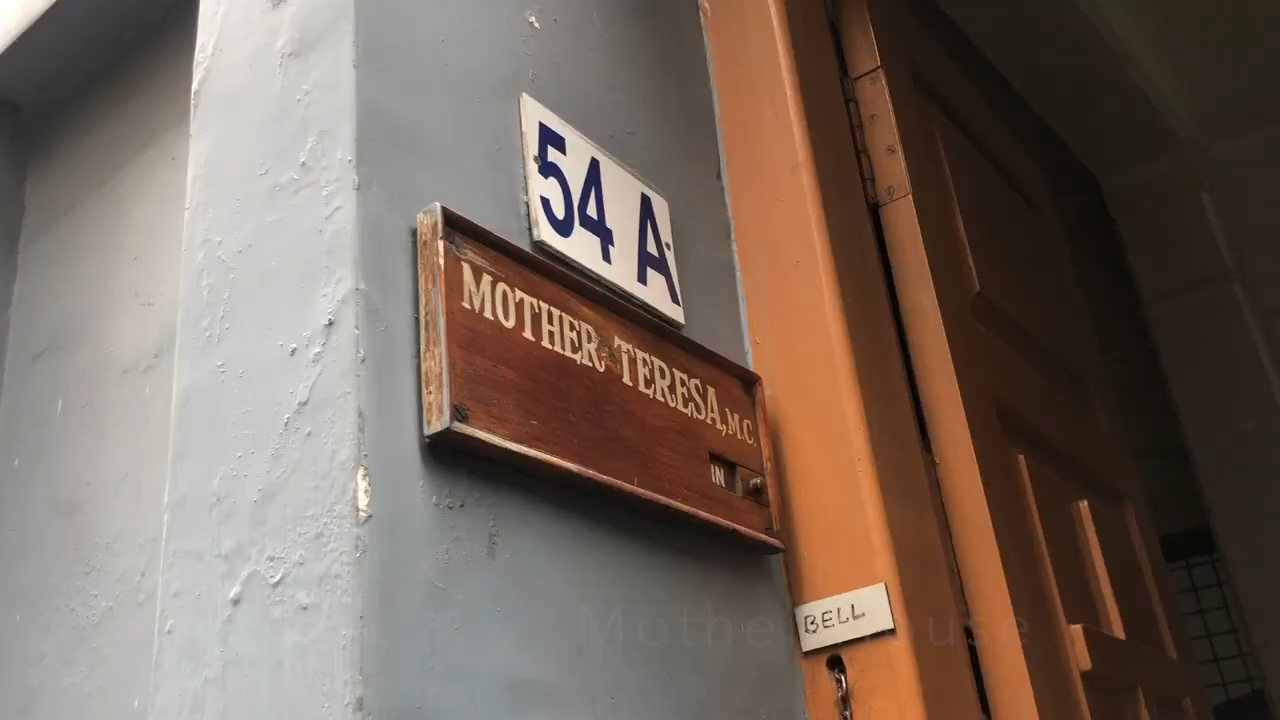 54 A
MOTHER TERESA, M.C.
IN
BELL
Mother House